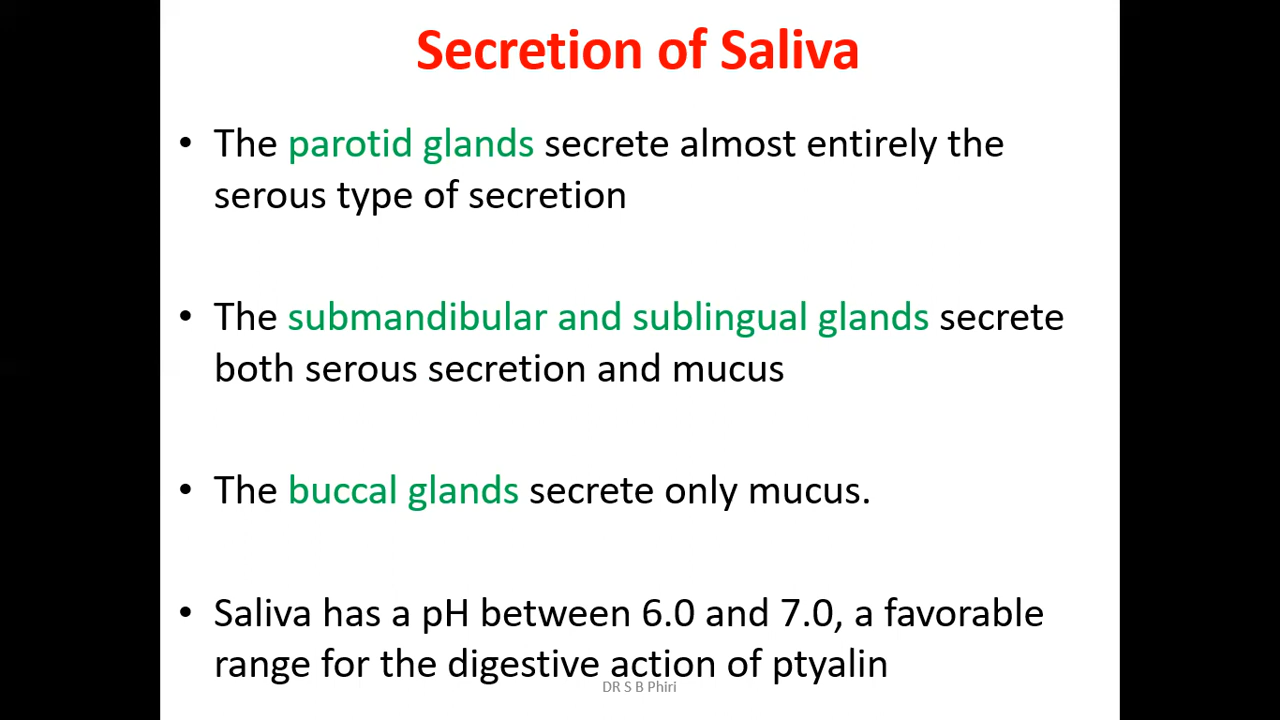 Secretion of Saliva
• The parotid glands secrete almost entirely the
serous type of secretion
• The submandibular and sublingual glands secrete
both serous secretion and mucus
• The buccal glands secrete only mucus.
• Saliva has a pH between 6.0 and 7.0, a favorable
range for the digestive action of ptyalin
DR S B Phiri